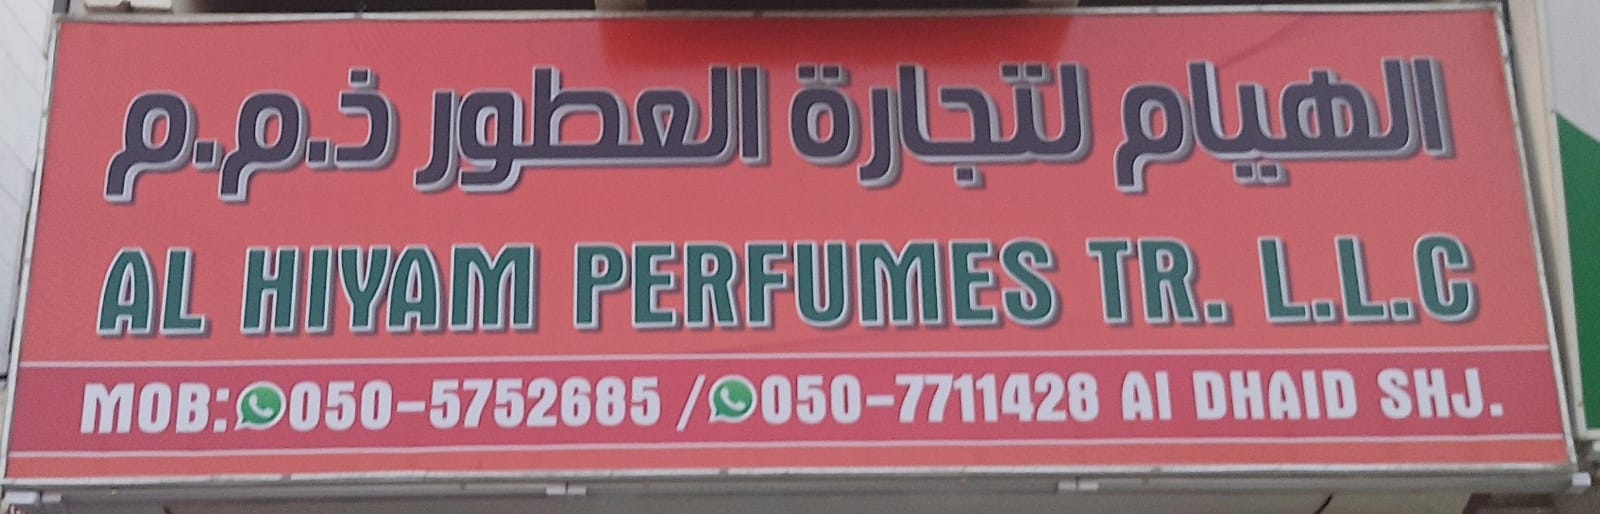 الهيام لتجارة العطور ذ.م.م
AL HIYAM PERFUMES TR. L.L.C
MOB: 050-5752685 / 050-7711428 Al DHAID SHJ.